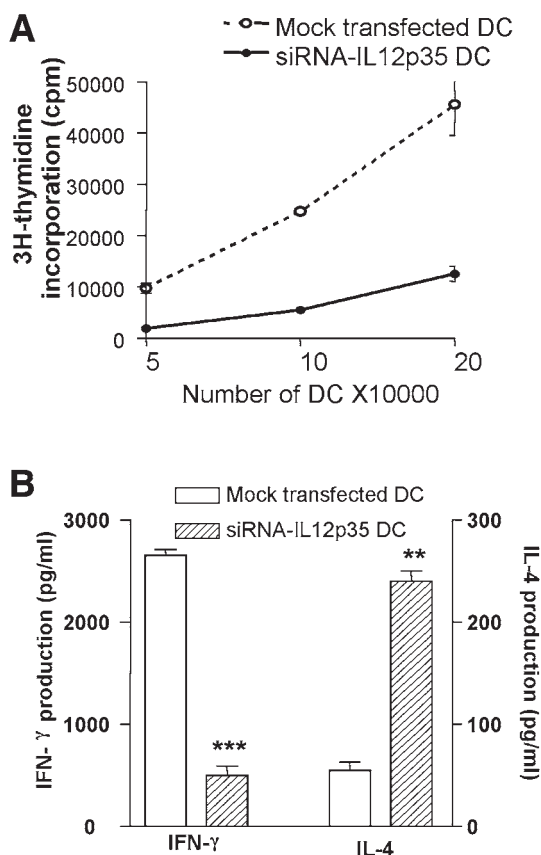 A
Mock transfected DC
siRNA-IL12p35 DC
3H-thymidine
incorporation (cpm)
50000
40000
30000
20000
10000
0
5
10
20
Number of DC X10000
B
Mock transfected DC
siRNA-IL12p35 DC
IFN- γ production (pg/ml)
3000
2000
1000
0
300
200
100
0
IL-4 production (pg/ml)
***
**
IFN-γ
IL-4